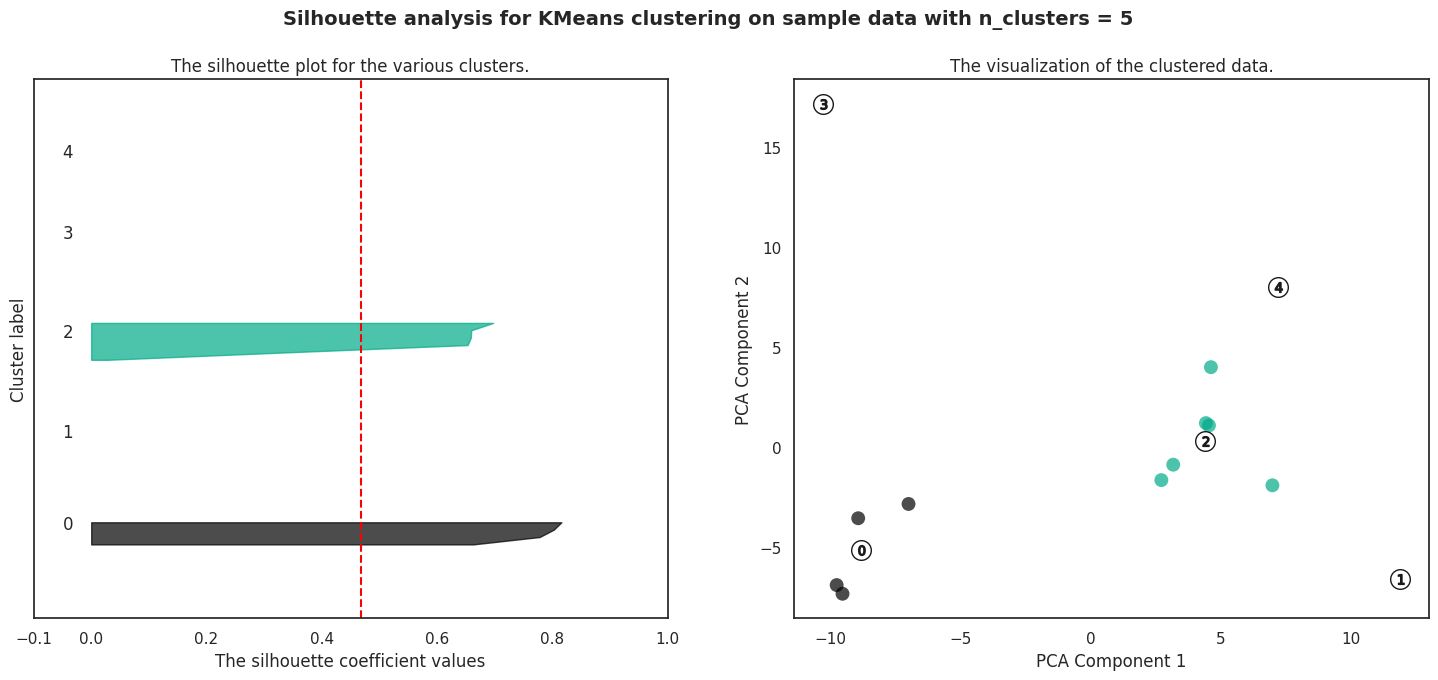 Silhouette analysis for KMeans clustering on sample data with n_clusters = 5
The silhouette plot for the various clusters.
Cluster label
4
3
2
1
0
−0.1 0.0 0.2 0.4 0.6 0.8 1.0
The silhouette coefficient values
The visualization of the clustered data.
PCA Component 2
15
10
5
0
−5
3
4
2
0
1
−10 −5 0 5 10
PCA Component 1